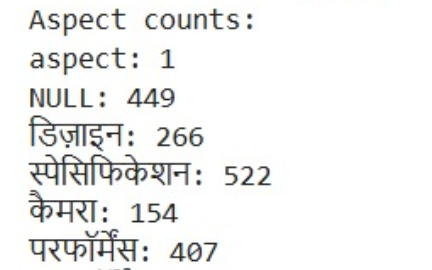 Aspect counts:
aspect: 1
NULL: 449
डिज़ाइन: 266
स्पेसिफिकेशन: 522
कैमरा: 154
परफॉर्मेंस: 407